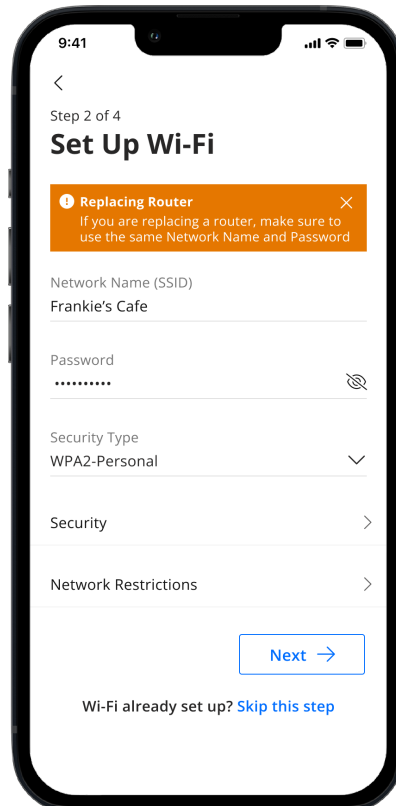 9:41
Step 2 of 4
Set Up Wi-Fi
Replacing Router
If you are replacing a router, make sure to
use the same Network Name and Password
Network Name (SSID)
Frankie’s Cafe
Password
••••••••••
Security Type
WPA2-Personal
Security
Network Restrictions
Next
Wi-Fi already set up? Skip this step